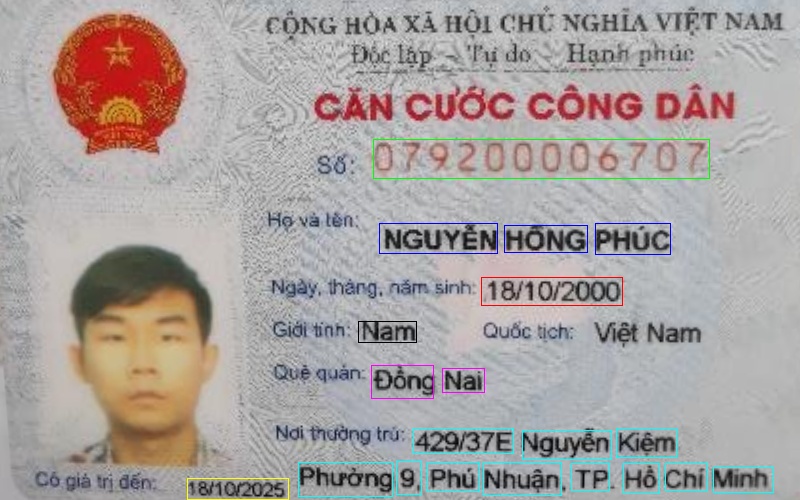 CỘNG HÒA XÃ HỘI CHỦ NGHĨA VIỆT NAM
Độc lập - Tự do - Hạnh phúc
CĂN CƯỚC CÔNG DÂN
Số: 079200006707
Họ và tên: NGUYỄN HỒNG PHÚC
Ngày, tháng, năm sinh: 18/10/2000
Giới tính: Nam Quốc tịch: Việt Nam
Quê quán: Đồng Nai
Nơi thường trú: 429/37E Nguyễn Kiệm
Phường 9, Phú Nhuận, TP. Hồ Chí Minh
Có giá trị đến: 18/10/2025